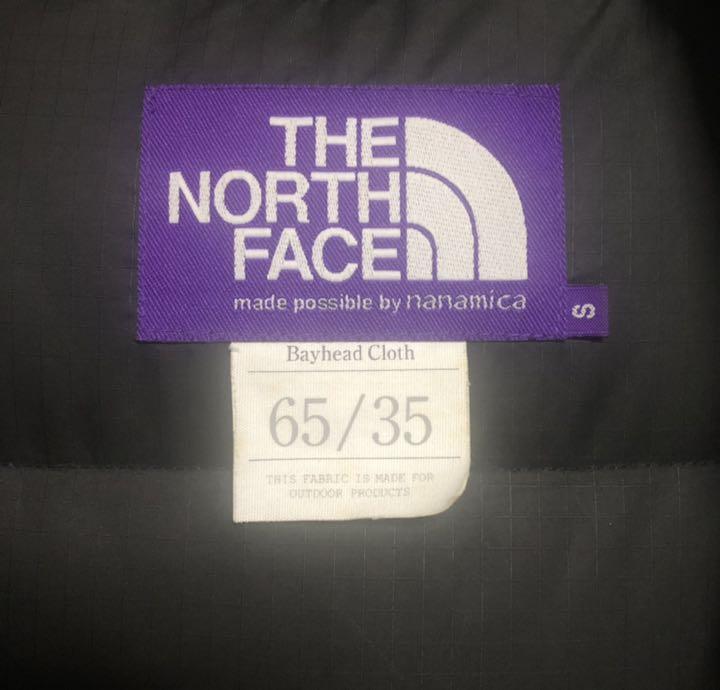 THE
NORTH
FACE
made possible by nanamica
S
Bayhead Cloth
65/35
THIS FABRIC IS MADE FOR
OUTDOOR PRODUCTS